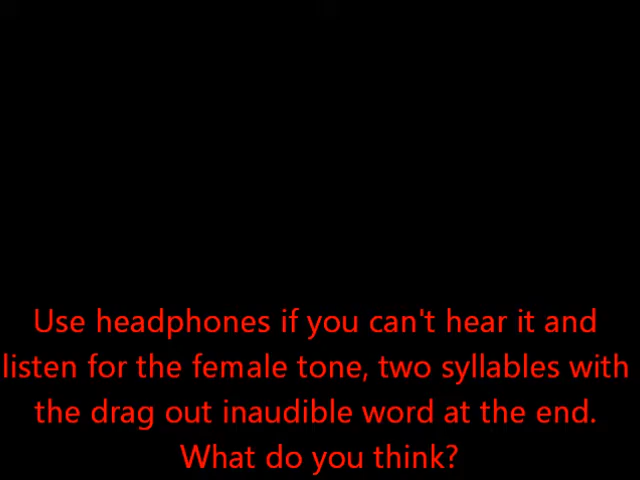 Use headphones if you can't hear it and
listen for the female tone, two syllables with
the drag out inaudible word at the end.
What do you think?